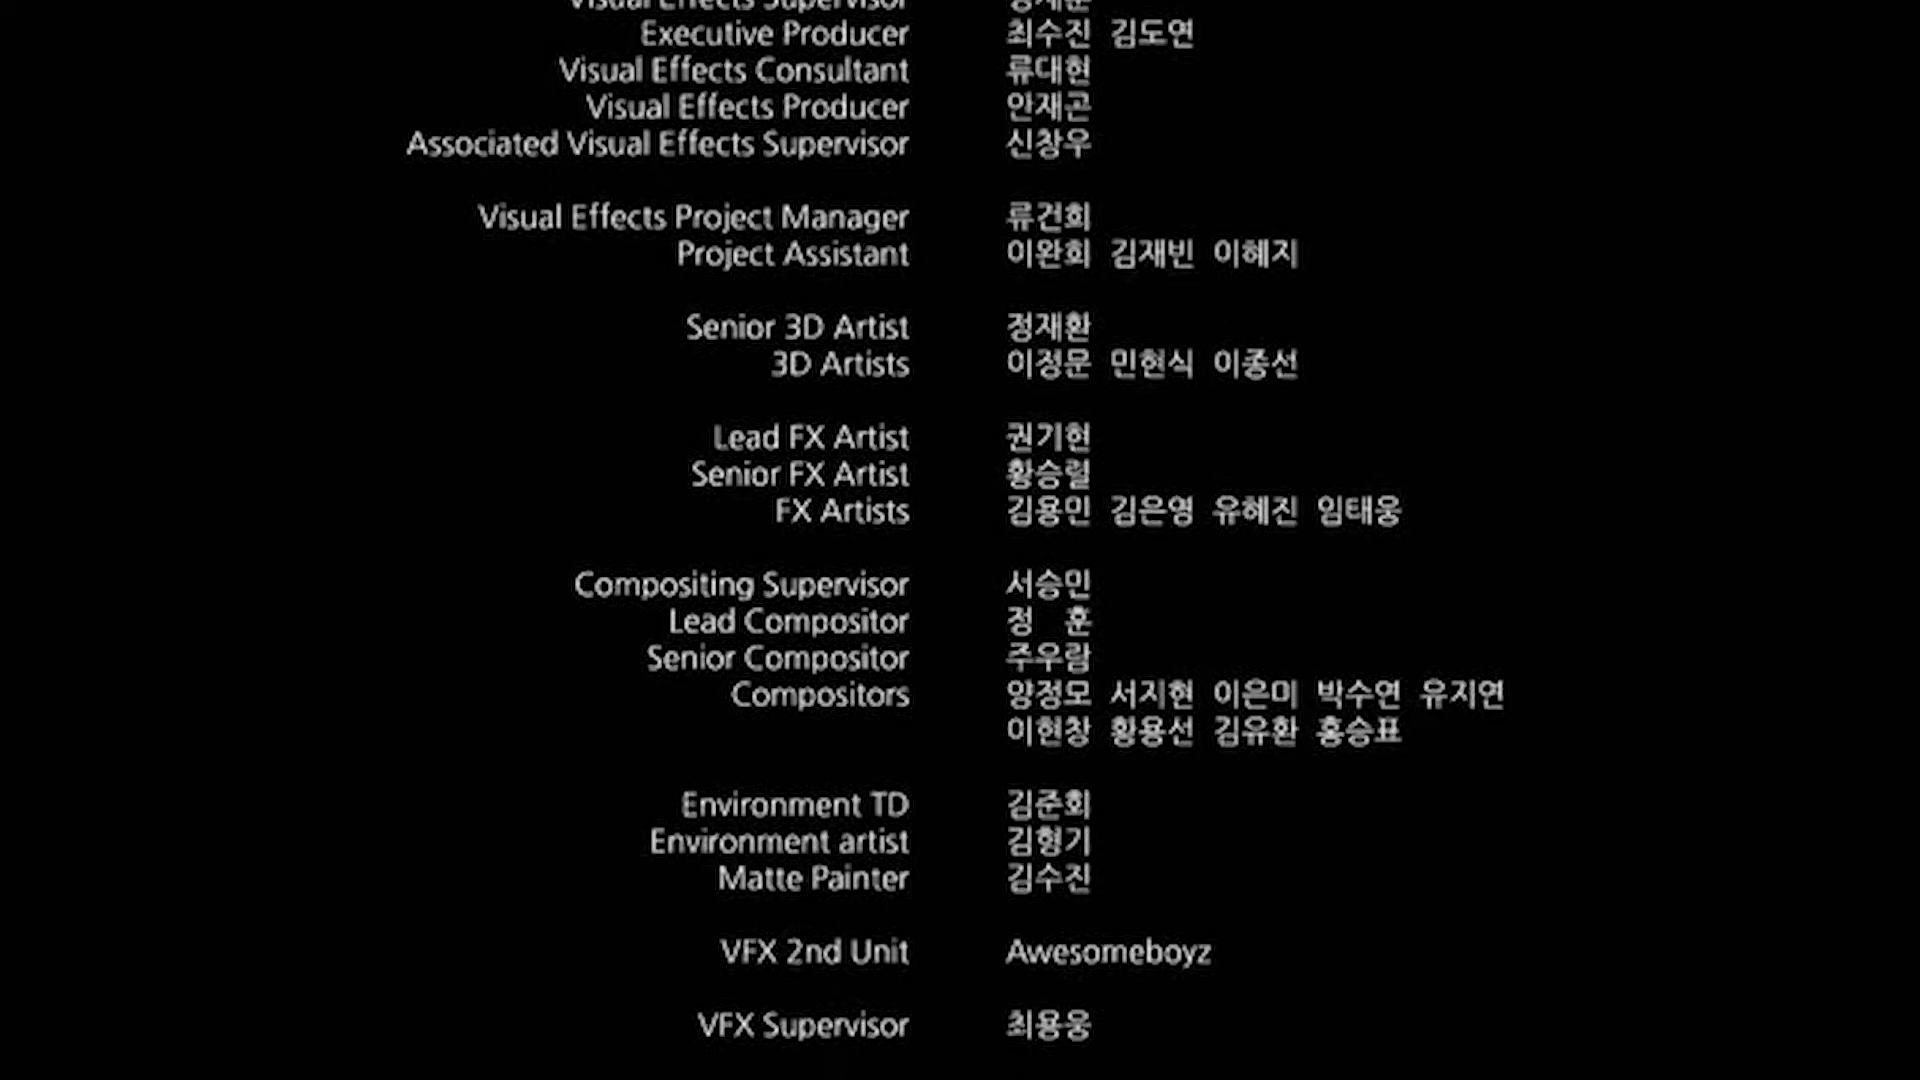 Visual Effects Supervisor
Executive Producer 최수진 김도연
Visual Effects Consultant 류대현
Visual Effects Producer 안재곤
Associated Visual Effects Supervisor 신창우
Visual Effects Project Manager 류건희
Project Assistant 이완희 김재빈 이혜지
Senior 3D Artist 정재환
3D Artists 이정문 민현식 이종선
Lead FX Artist 권기현
Senior FX Artist 황승렬
FX Artists 김용민 김은영 유혜진 임태웅
Compositing Supervisor 서승민
Lead Compositor 정 훈
Senior Compositor 주우람
Compositors 양정모 서지현 이은미 박수연 유지연
이현창 황용선 김유환 홍승표
Environment TD 김준회
Environment artist 김형기
Matte Painter 김수진
VFX 2nd Unit Awesomeboyz
VFX Supervisor 최용웅